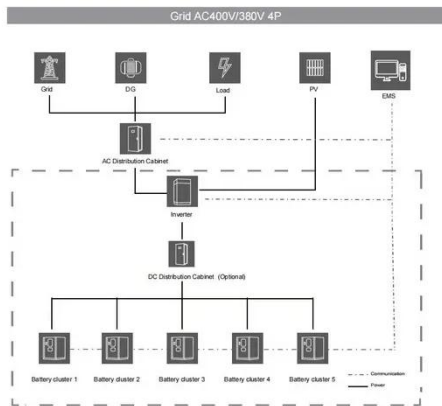 Grid AC400V/380V 4P
Grid
DG
Load
PV
EMS
AC Distribution Cabinet
Inverter
DC Distribution Cabinet (Optional)
Battery cluster 1
Battery cluster 2
Battery cluster 3
Battery cluster 4
Battery cluster 5
Communication
Power